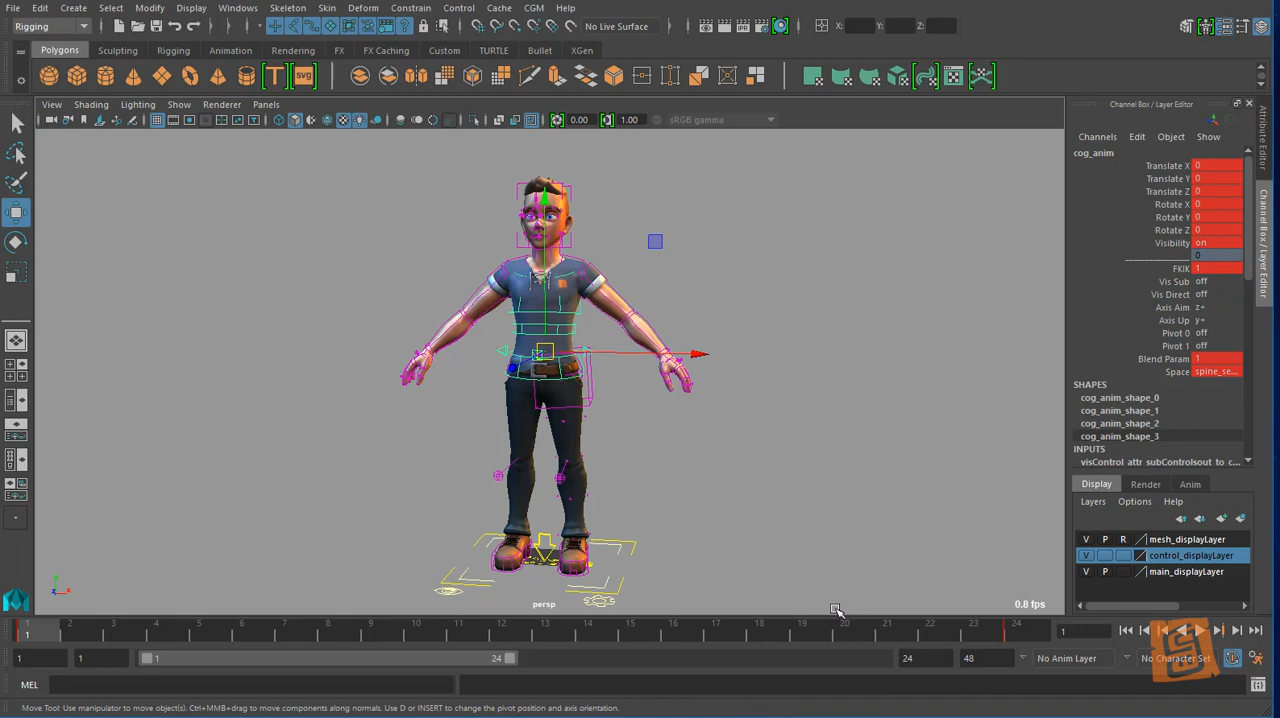 File Edit Create Select Modify Display Windows Skeleton Skin Deform Constrain Control Cache CGM Help
Rigging No Live Surface X: Y: Z:
Polygons Sculpting Rigging Animation Rendering FX FX Caching Custom TURTLE Bullet XGen
T svg
View Shading Lighting Show Renderer Panels
0.00 1.00 sRGB gamma
Channel Box / Layer Editor
Channels Edit Object Show
cog_anim
Translate X 0
Translate Y 0
Translate Z 0
Rotate X 0
Rotate Y 0
Rotate Z 0
Visibility on
0
FKIK 1
Vis Sub off
Vis Direct off
Axis Aim z+
Axis Up y+
Pivot 0 off
Pivot 1 off
Blend Param 1
Space spine_se...
SHAPES
cog_anim_shape_0
cog_anim_shape_1
cog_anim_shape_2
cog_anim_shape_3
INPUTS
visControl_attr_subControlsout_to_c...
Attribute Editor
Channel Box / Layer Editor
Display Render Anim
Layers Options Help
V P R mesh_displayLayer
V control_displayLayer
V P main_displayLayer
persp
0.8 fps
1 2 3 4 5 6 7 8 9 10 11 12 13 14 15 16 17 18 19 20 21 22 23 24
1 1
1 1 1 24 24 48 No Anim Layer No Character Set
MEL
Move Tool: Use manipulator to move object(s). Ctrl+MMB+drag to move components along normals. Use D or INSERT to change the pivot position and axis orientation.